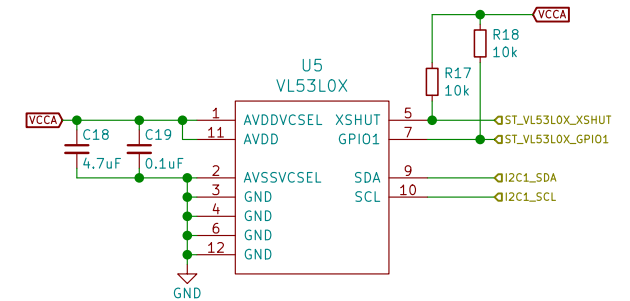 VCCA
R18
10k
R17
10k
U5
VL53L0X
VCCA
C18
4.7uF
C19
0.1uF
1 AVDDVCSEL XSHUT 5 ST_VL53L0X_XSHUT
11 AVDD GPIO1 7 ST_VL53L0X_GPIO1
2 AVSSVCSEL SDA 9 I2C1_SDA
3 GND SCL 10 I2C1_SCL
4 GND
6 GND
12 GND
GND